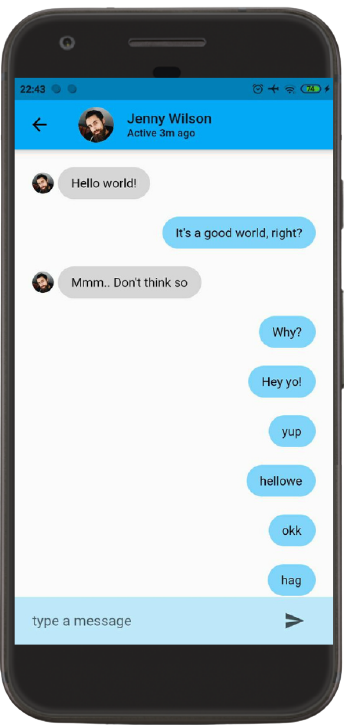 22:43 74
Jenny Wilson
Active 3m ago
Hello world!
It's a good world, right?
Mmm.. Don't think so
Why?
Hey yo!
yup
hellowe
okk
hag
type a message